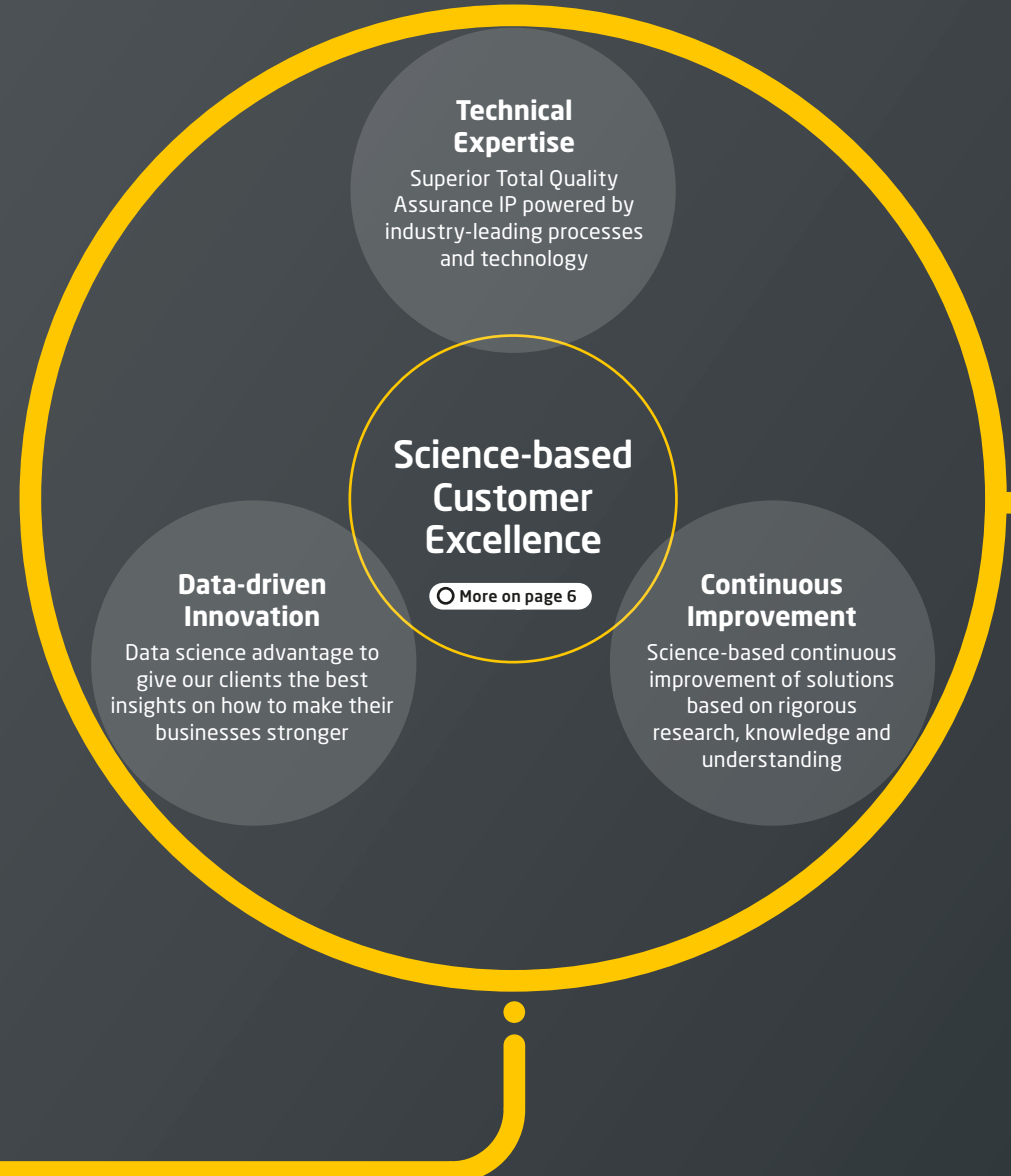 Technical
Expertise
Superior Total Quality
Assurance IP powered by
industry-leading processes
and technology
Science-based
Customer
Excellence
More on page 6
Data-driven
Innovation
Data science advantage to
give our clients the best
insights on how to make their
businesses stronger
Continuous
Improvement
Science-based continuous
improvement of solutions
based on rigorous
research, knowledge and
understanding